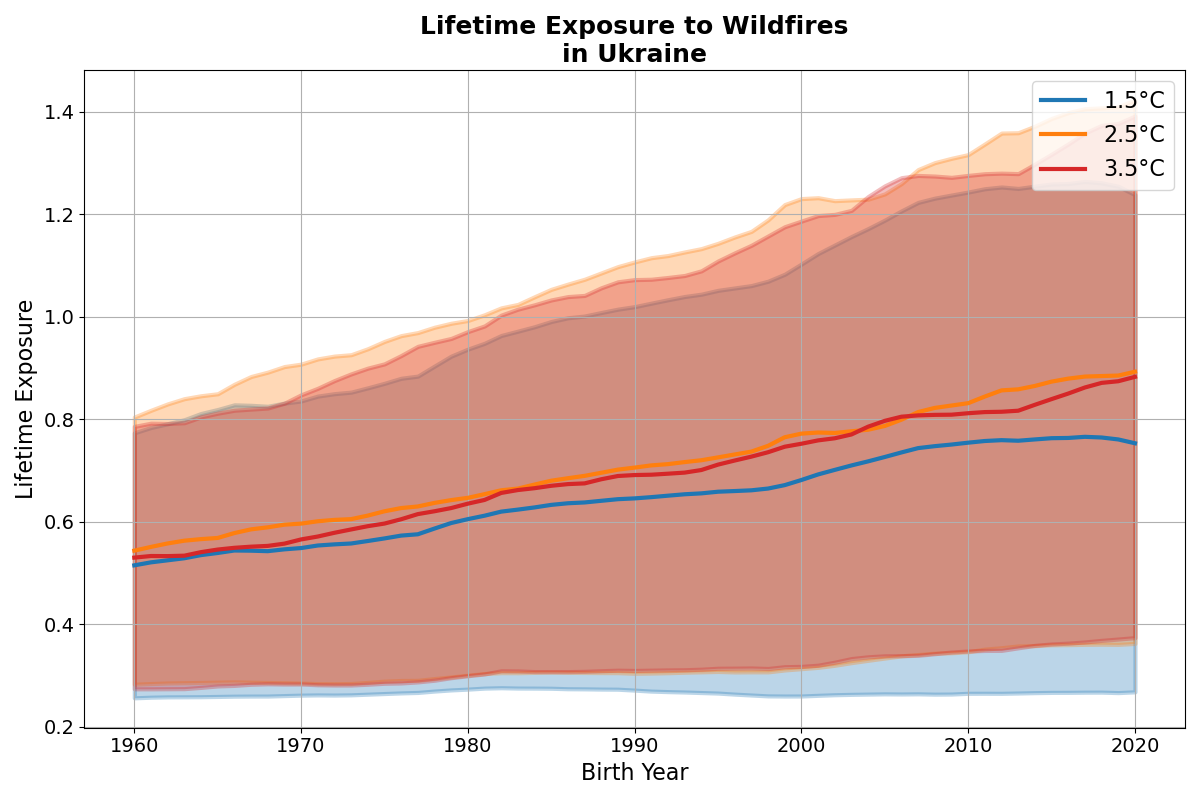 Lifetime Exposure to Wildfires
in Ukraine
1.5°C
2.5°C
3.5°C
Lifetime Exposure
1.4
1.2
1.0
0.8
0.6
0.4
0.2
1960 1970 1980 1990 2000 2010 2020
Birth Year